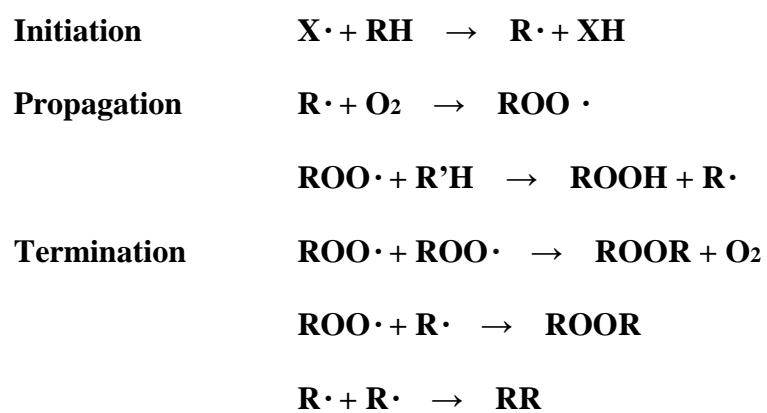 Initiation X· + RH → R· + XH
Propagation R· + O₂ → ROO ·
ROO· + R’H → ROOH + R·
Termination ROO· + ROO· → ROOR + O₂
ROO· + R· → ROOR
R· + R· → RR